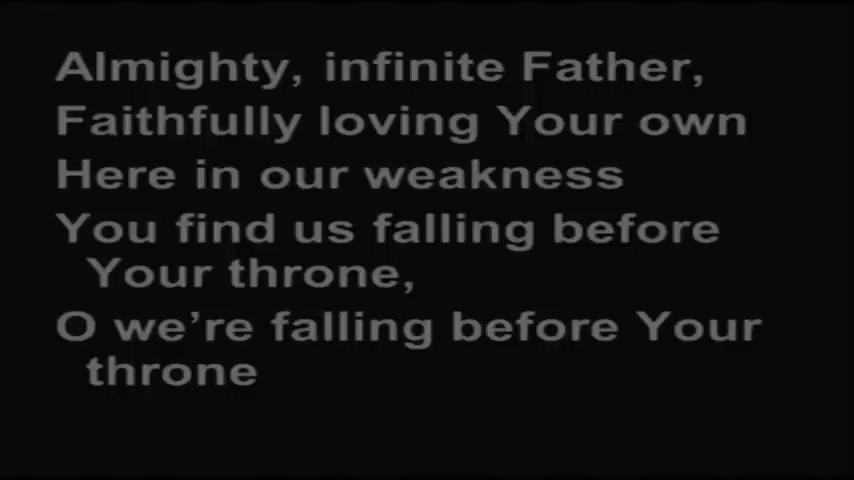 Almighty, infinite Father,
Faithfully loving Your own
Here in our weakness
You find us falling before
Your throne,
O we’re falling before Your
throne